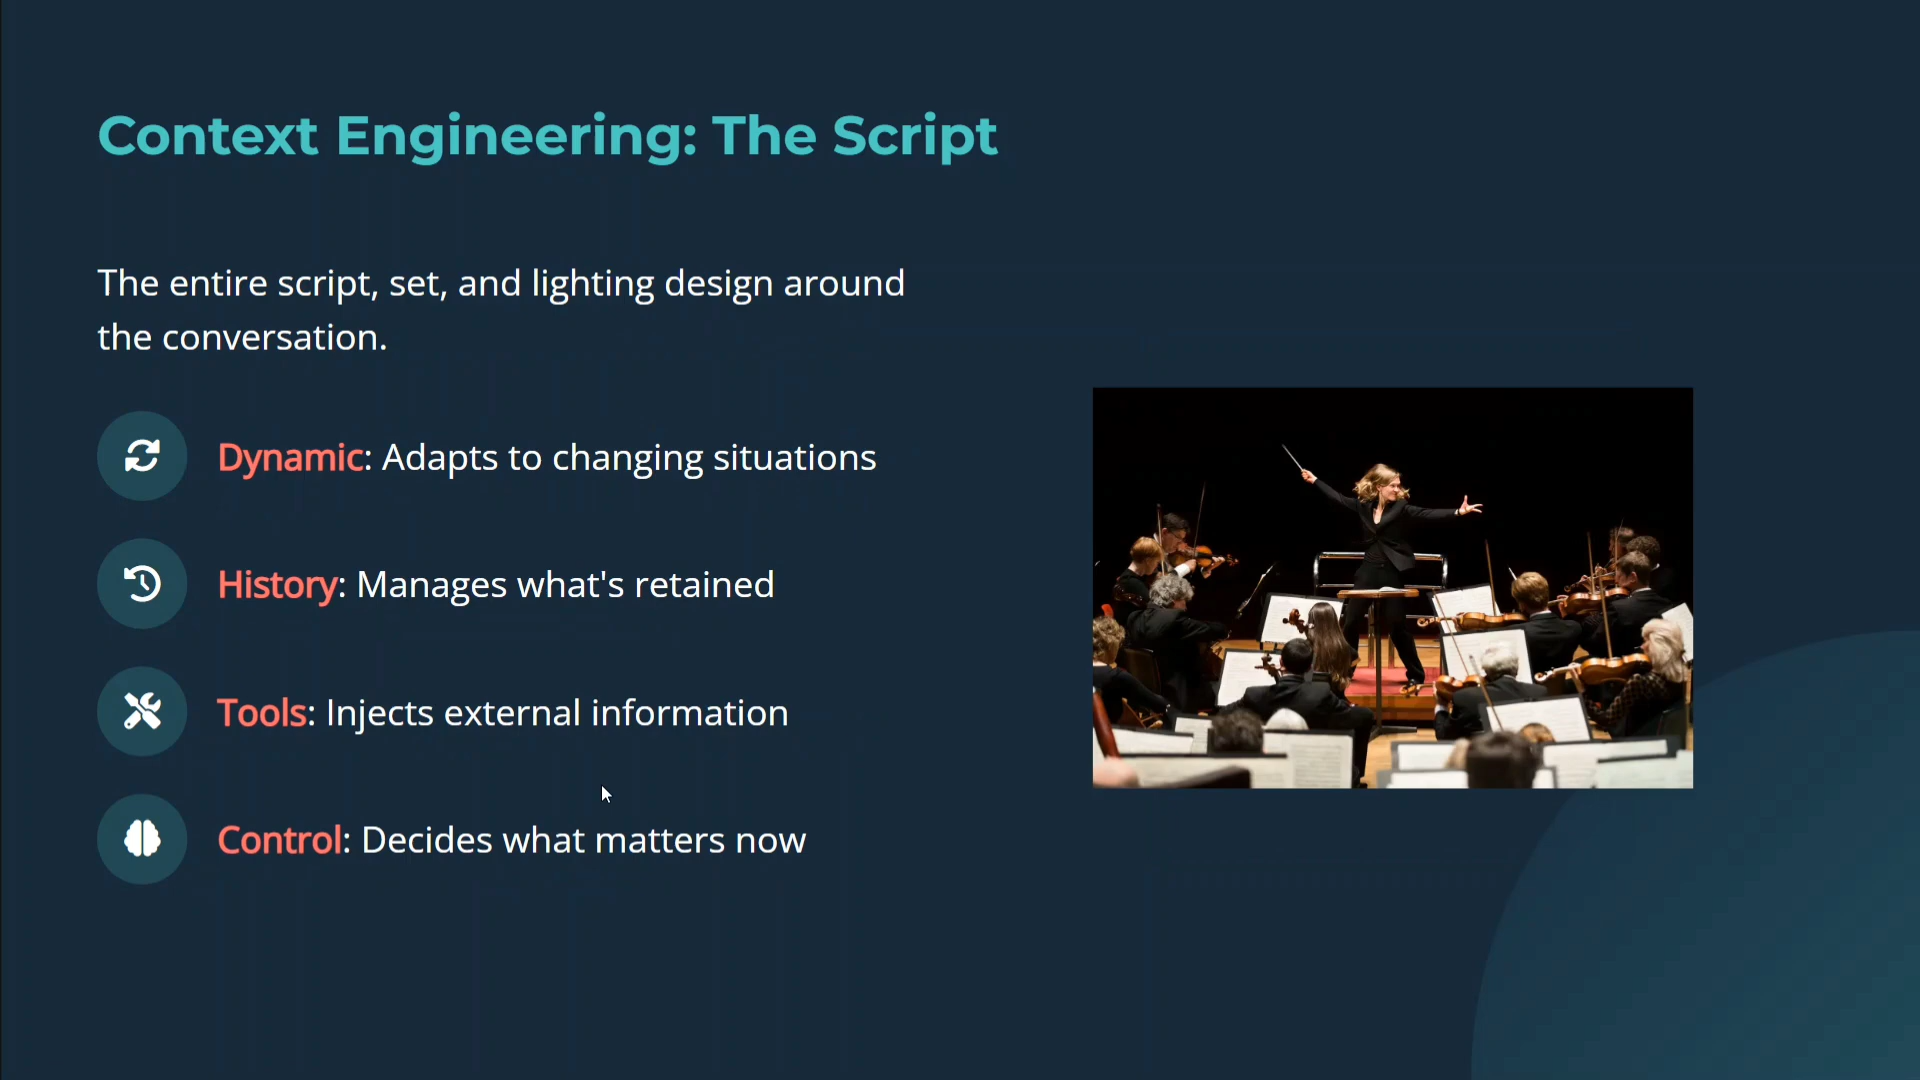 Context Engineering: The Script
The entire script, set, and lighting design around
the conversation.
Dynamic: Adapts to changing situations
History: Manages what's retained
Tools: Injects external information
Control: Decides what matters now